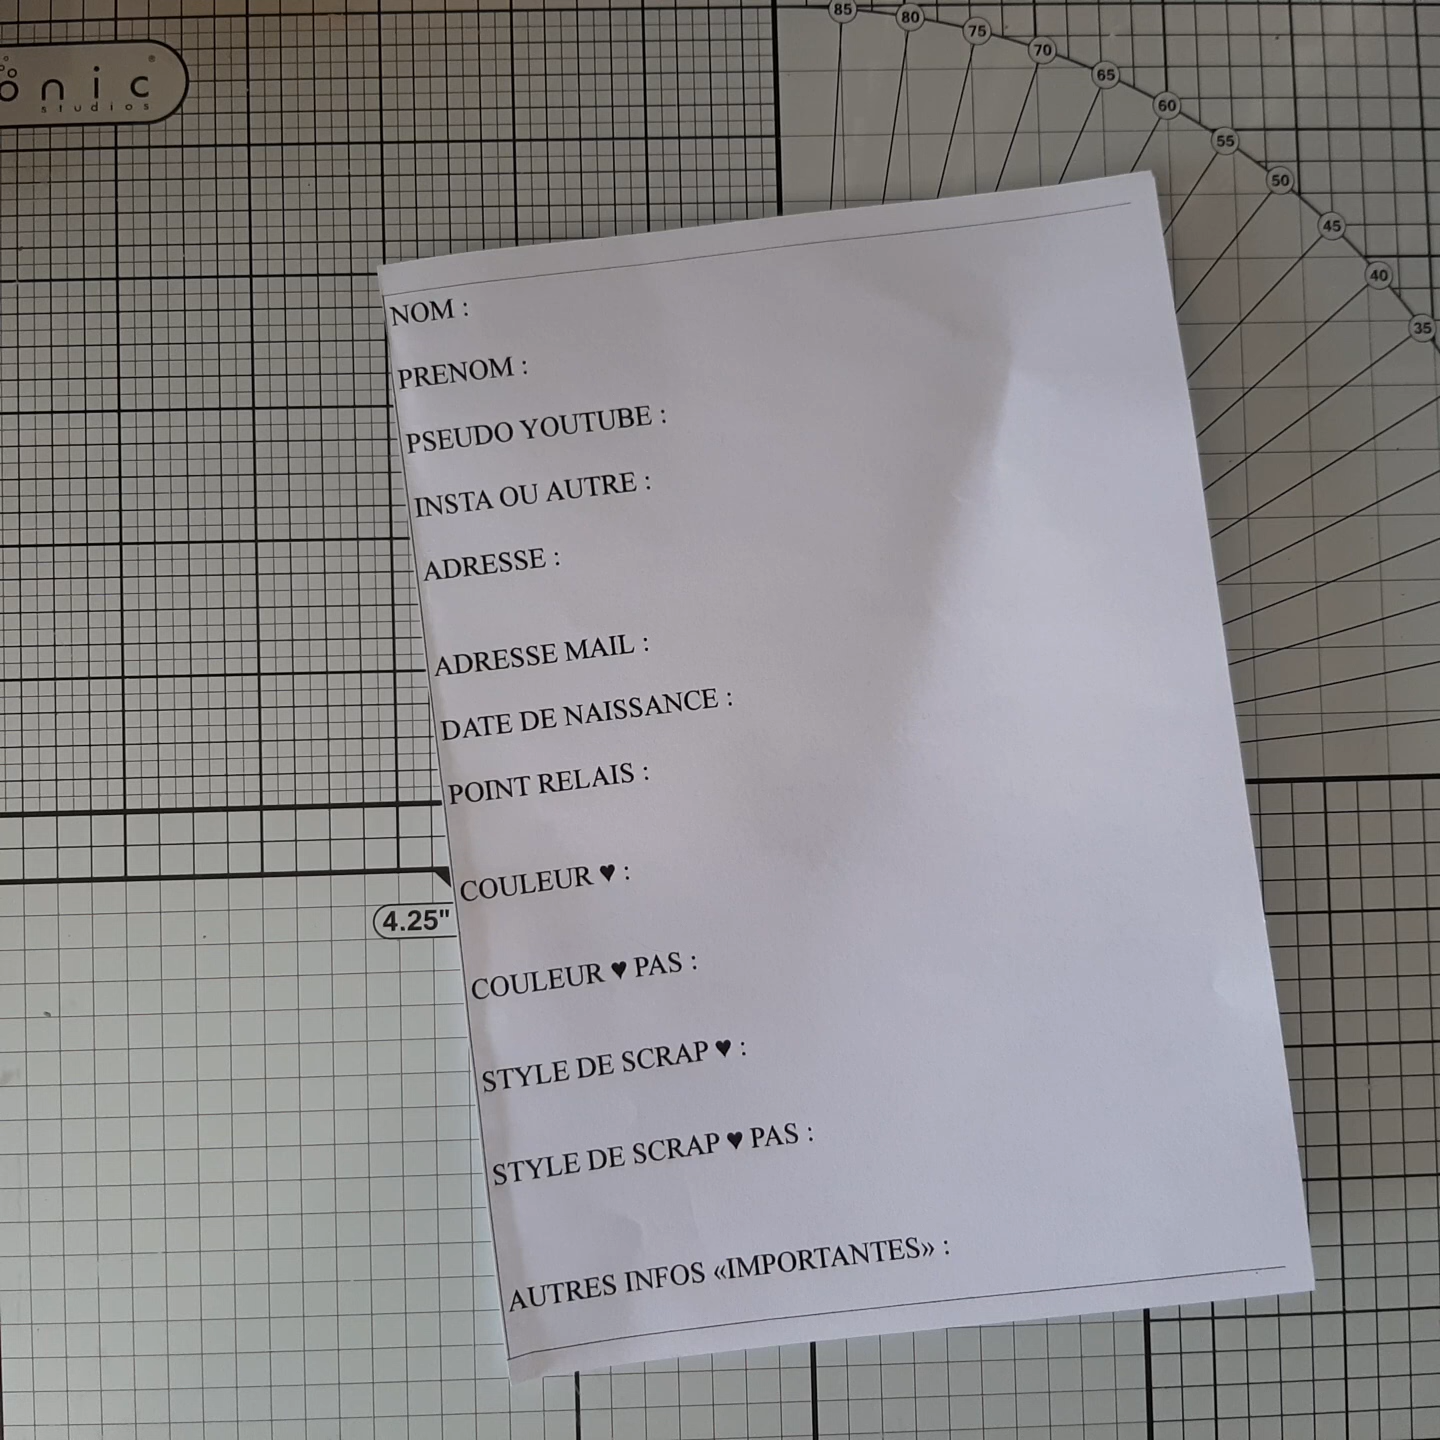 onic
studios
85
80
75
70
65
60
55
50
45
40
35
NOM :
PRENOM :
PSEUDO YOUTUBE :
INSTA OU AUTRE :
ADRESSE :
ADRESSE MAIL :
DATE DE NAISSANCE :
POINT RELAIS :
COULEUR ♥ :
4.25"
COULEUR ♥ PAS :
STYLE DE SCRAP ♥ :
STYLE DE SCRAP ♥ PAS :
AUTRES INFOS «IMPORTANTES» :